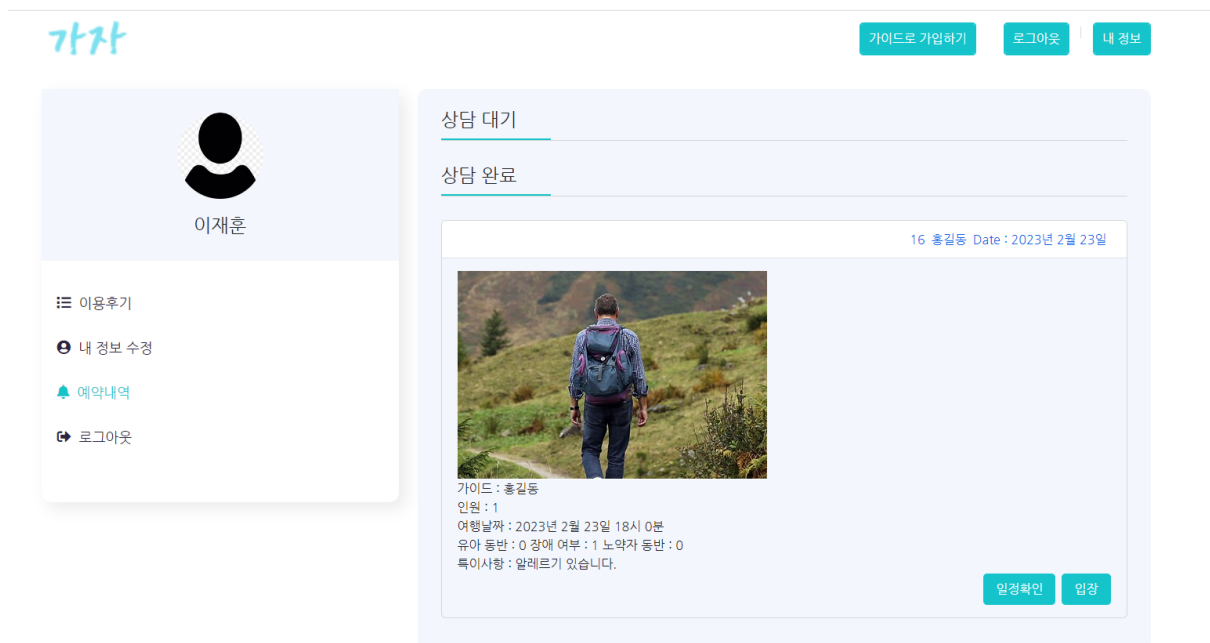 가자
가이드로 가입하기
로그아웃
내 정보
이재훈
이용후기
내 정보 수정
예약내역
로그아웃
상담 대기
상담 완료
16 홍길동 Date : 2023년 2월 23일
가이드 : 홍길동
인원 : 1
여행날짜 : 2023년 2월 23일 18시 0분
유아 동반 : 0 장애 여부 : 1 노약자 동반 : 0
특이사항 : 알레르기 있습니다.
일정확인
입장